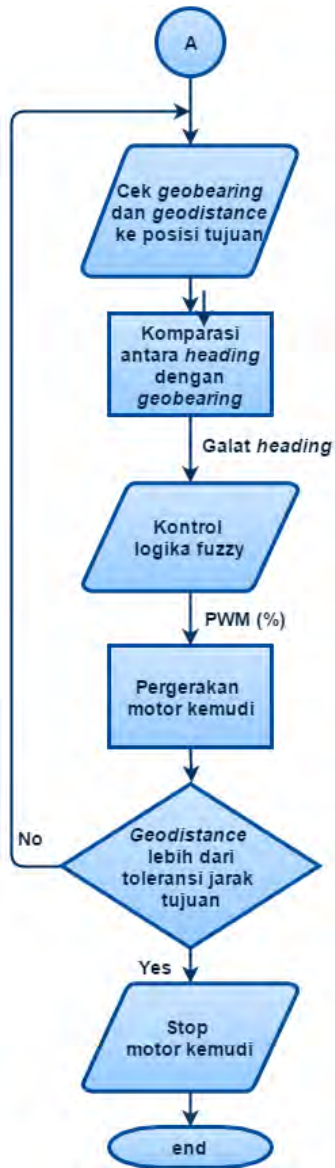 A
Cek geobearing
dan geodistance
ke posisi tujuan
Komparasi
antara heading
dengan
geobearing
Galat heading
Kontrol
logika fuzzy
PWM (%)
Pergerakan
motor kemudi
No
Geodistance
lebih dari
toleransi jarak
tujuan
Yes
Stop
motor kemudi
end